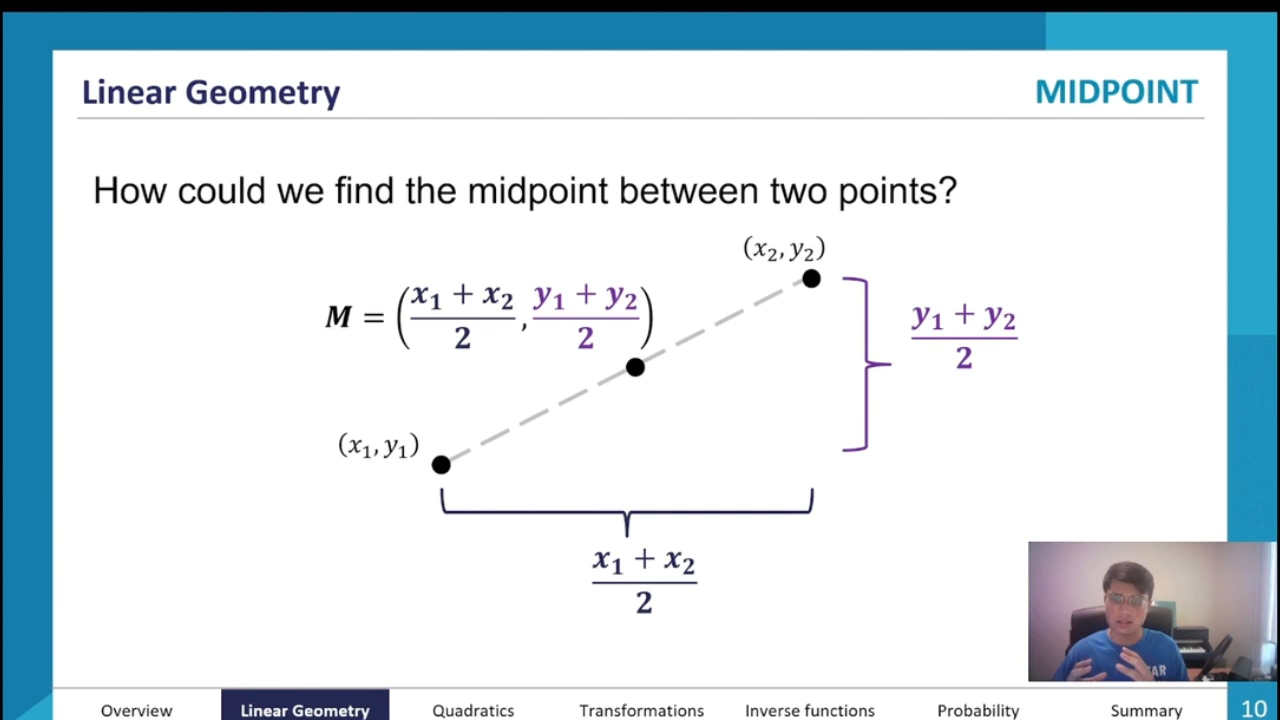 Linear Geometry
MIDPOINT
How could we find the midpoint between two points?
(x₂, y₂)
M = (x₁ + x₂ / 2, y₁ + y₂ / 2)
y₁ + y₂
2
(x₁, y₁)
x₁ + x₂
2
AR
Overview Linear Geometry Quadratics Transformations Inverse functions Probability Summary 10